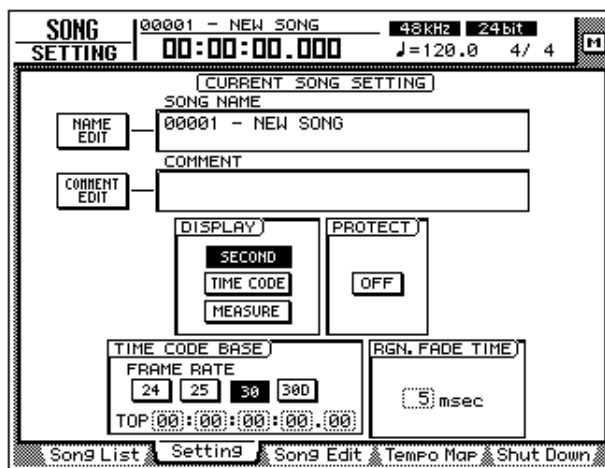 SONG SETTING
00001 - NEW SONG
00:00:00.000
48kHz 24bit
♩=120.0 4/ 4
M
CURRENT SONG SETTING
SONG NAME
NAME EDIT
00001 - NEW SONG
COMMENT
COMMENT EDIT
DISPLAY
SECOND
TIME CODE
MEASURE
PROTECT
OFF
TIME CODE BASE
FRAME RATE
24 25 30 30D
TOP 00:00:00:00.00
RGN. FADE TIME
5 msec
Song List Setting Song Edit Tempo Map Shut Down